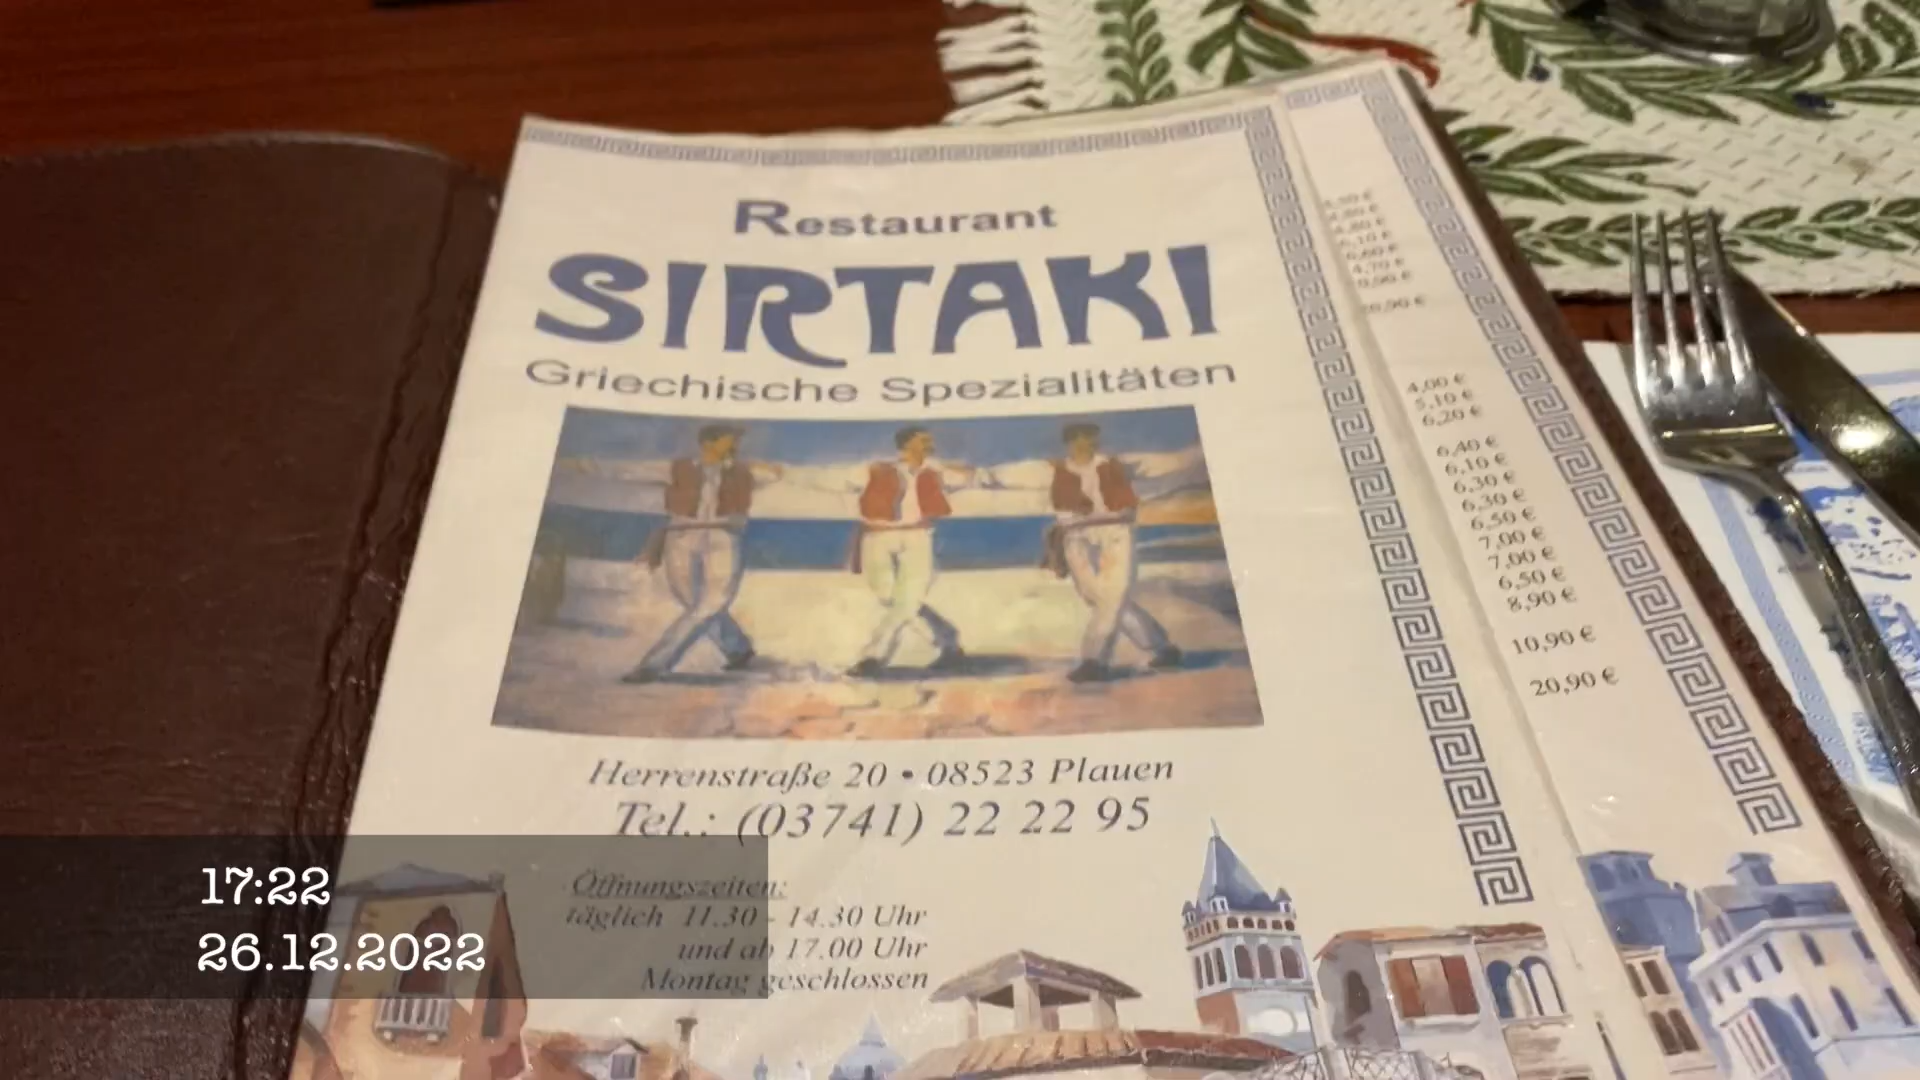 Restaurant
SIRTAKI
Griechische Spezialitäten
Herrenstraße 20 • 08523 Plauen
Tel.: (03741) 22 22 95
Öffnungszeiten:
täglich 11.30 - 14.30 Uhr
und ab 17.00 Uhr
Montag geschlossen
4,00 €
5,10 €
6,20 €
6,40 €
6,10 €
6,30 €
6,30 €
6,50 €
7,00 €
7,00 €
6,50 €
8,90 €
10,90 €
20,90 €
17:22
26.12.2022